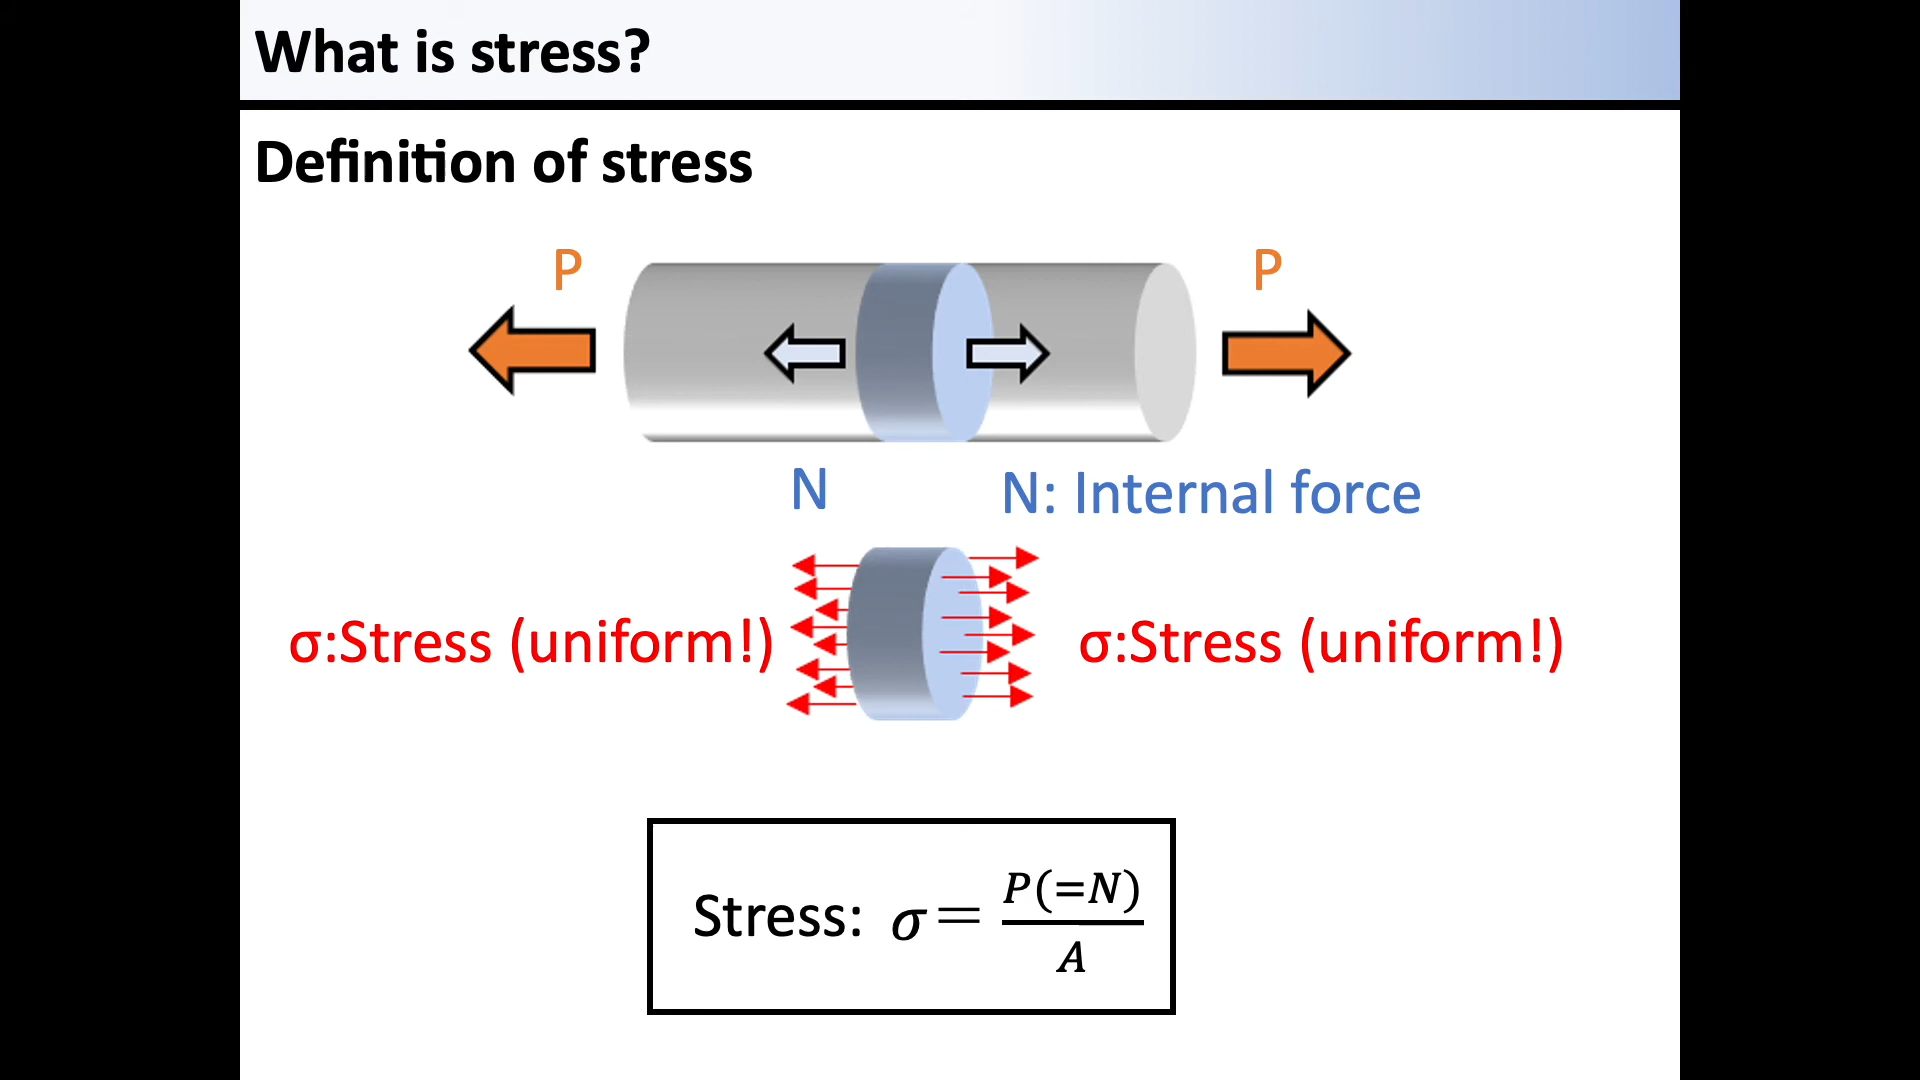 What is stress?
Definition of stress
P
P
N
N: Internal force
σ:Stress (uniform!)
σ:Stress (uniform!)
Stress: σ = P(=N)
A